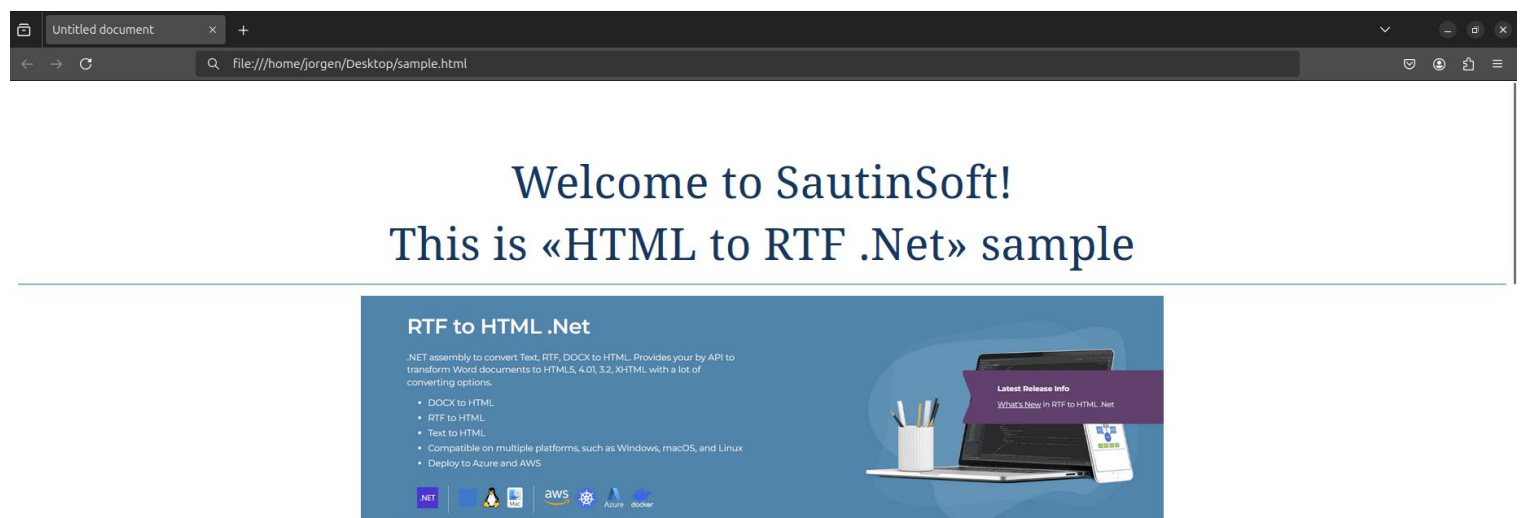 Untitled document
file:///home/jorgen/Desktop/sample.html
Welcome to SautinSoft!
This is «HTML to RTF .Net» sample
RTF to HTML .Net
.NET assembly to convert Text, RTF, DOCX to HTML. Provides your by API to
transform Word documents to HTML5, 4.01, 3.2, XHTML with a lot of
converting options.
• DOCX to HTML
• RTF to HTML
• Text to HTML
• Compatible on multiple platforms, such as Windows, macOS, and Linux
• Deploy to Azure and AWS
Latest Release Info
What's New in RTF to HTML .Net
.NET
Mac
aws
Azure
docker